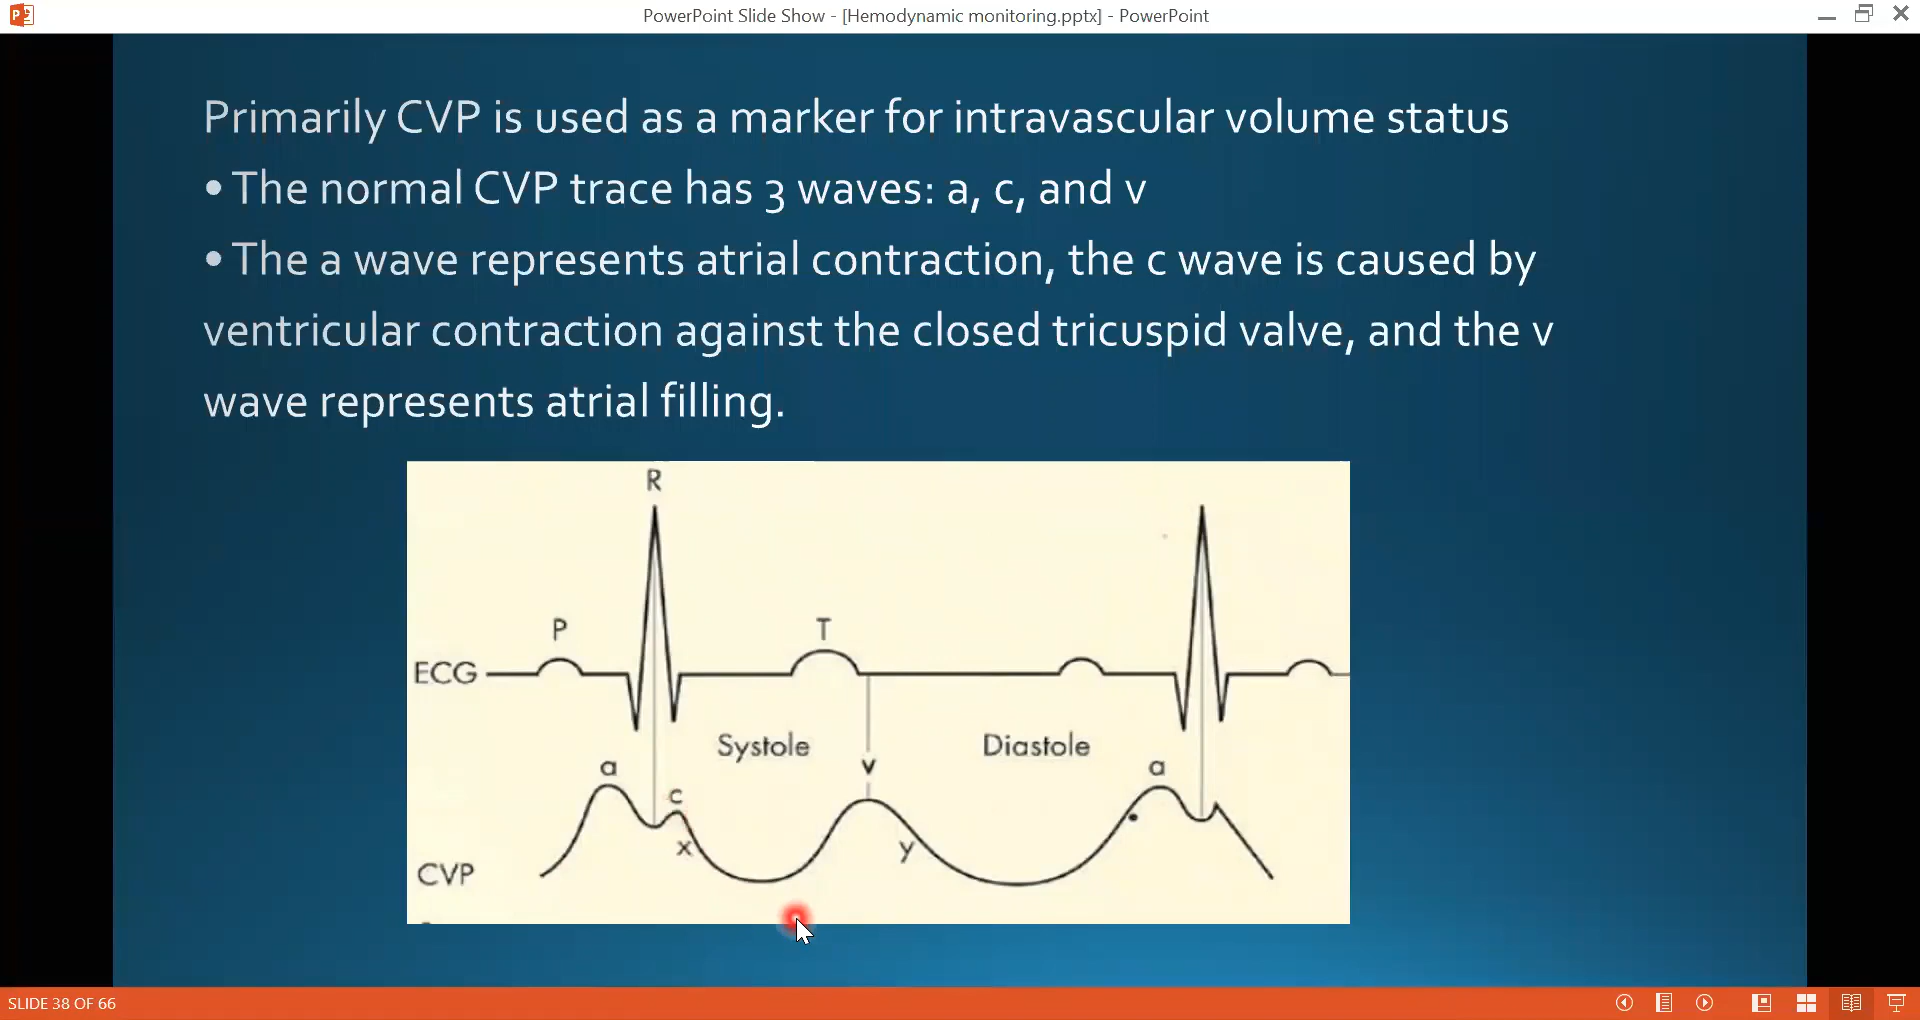 PowerPoint Slide Show - [Hemodynamic monitoring.pptx] - PowerPoint
Primarily CVP is used as a marker for intravascular volume status
• The normal CVP trace has 3 waves: a, c, and v
• The a wave represents atrial contraction, the c wave is caused by
ventricular contraction against the closed tricuspid valve, and the v
wave represents atrial filling.
R
P
T
ECG
Systole
Diastole
a
c
v
a
x
y
CVP
SLIDE 38 OF 66